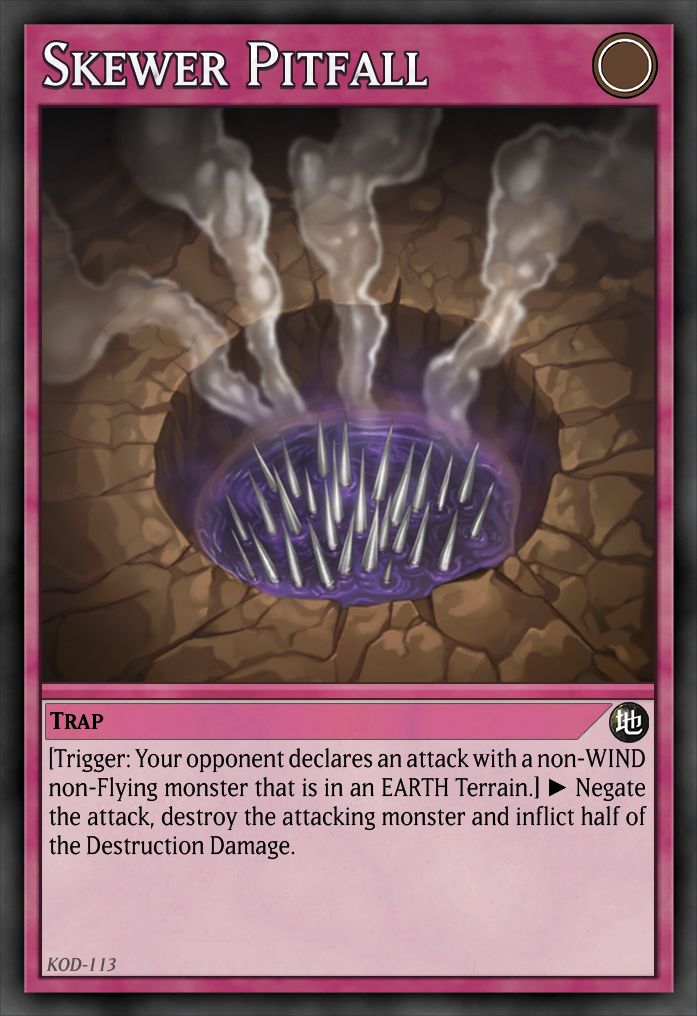 Skewer Pitfall
Trap
[Trigger: Your opponent declares an attack with a non-WIND
non-Flying monster that is in an EARTH Terrain.] ► Negate
the attack, destroy the attacking monster and inflict half of
the Destruction Damage.
KOD-113